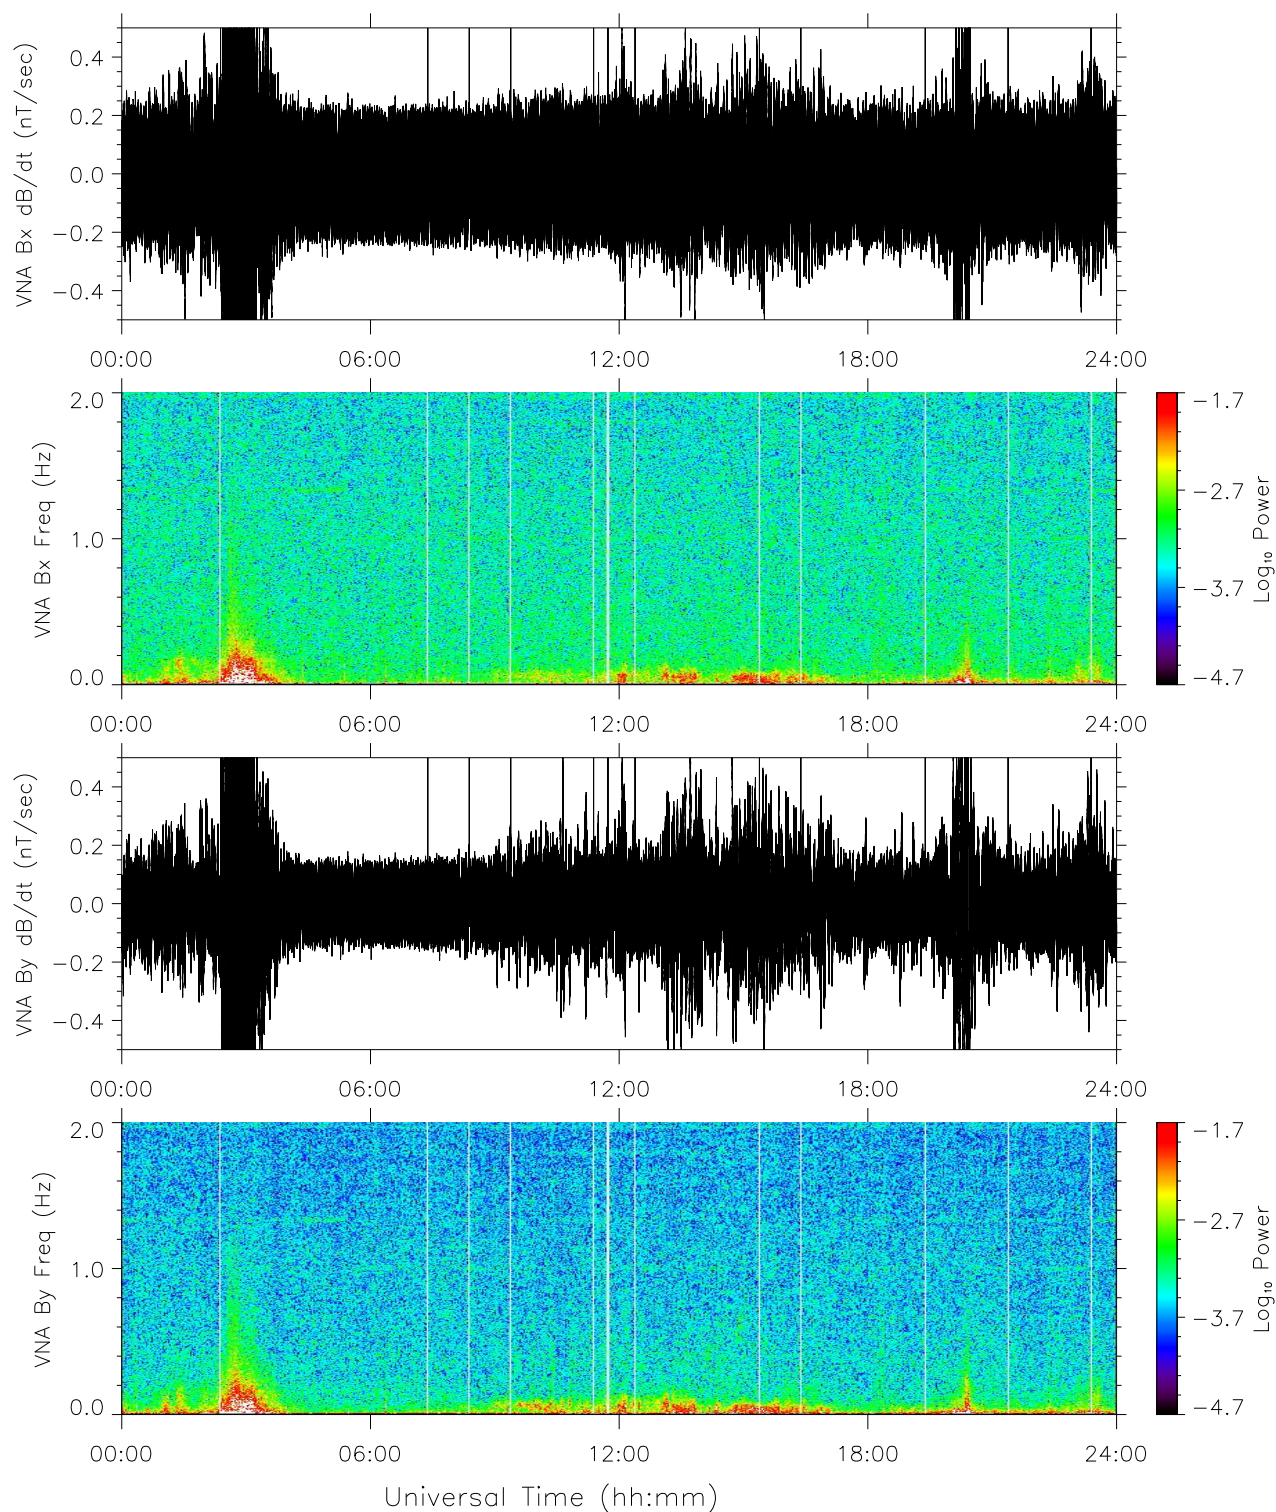 VNA Bx dB/dt (nT/sec)
0.4
0.2
0.0
−0.2
−0.4
00:00 06:00 12:00 18:00 24:00
VNA Bx Freq (Hz)
2.0
1.0
0.0
−1.7
−2.7
−3.7
−4.7
Log₁₀ Power
00:00 06:00 12:00 18:00 24:00
VNA By dB/dt (nT/sec)
0.4
0.2
0.0
−0.2
−0.4
00:00 06:00 12:00 18:00 24:00
VNA By Freq (Hz)
2.0
1.0
0.0
−1.7
−2.7
−3.7
−4.7
Log₁₀ Power
00:00 06:00 12:00 18:00 24:00
Universal Time (hh:mm)